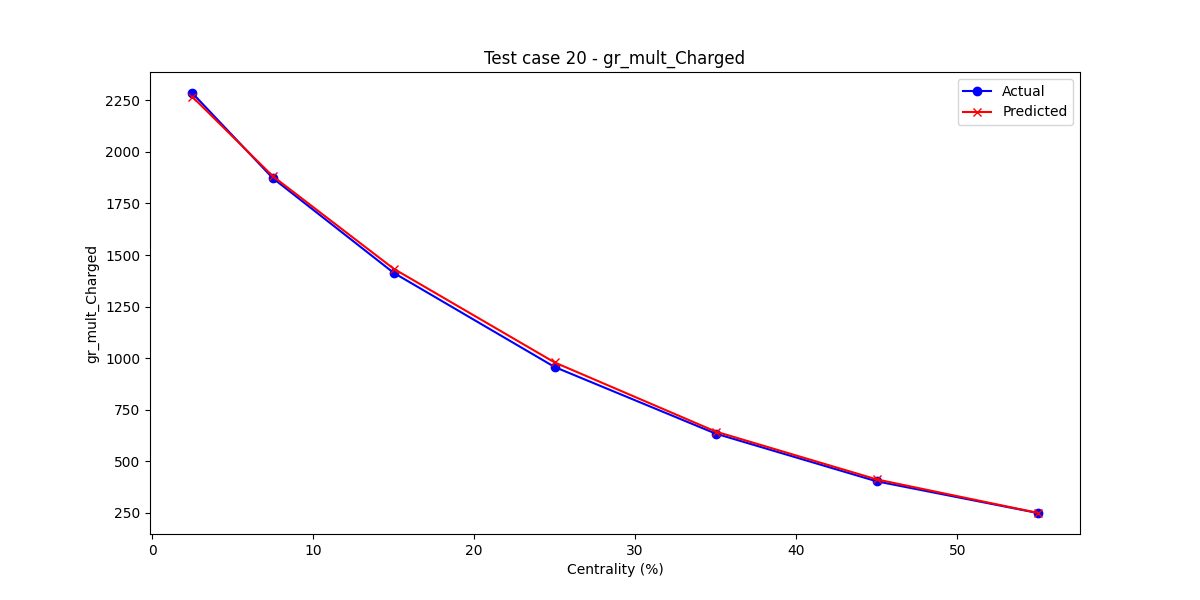 Test case 20 - gr_mult_Charged
Actual
Predicted
gr_mult_Charged
2250
2000
1750
1500
1250
1000
750
500
250
0 10 20 30 40 50
Centrality (%)